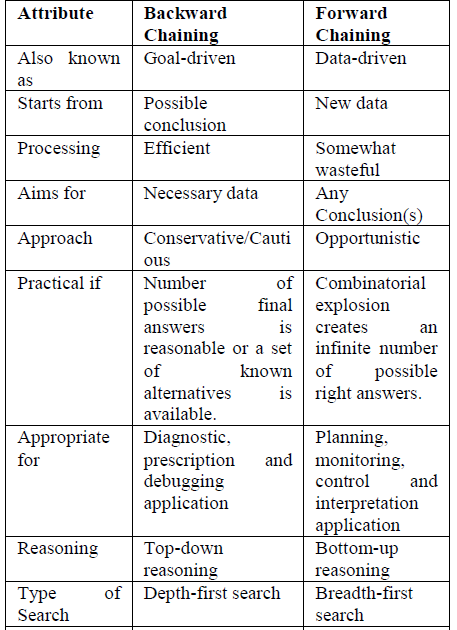 Attribute
Backward
Chaining
Forward
Chaining
Also known
as
Goal-driven
Data-driven
Starts from
Possible
conclusion
New data
Processing
Efficient
Somewhat
wasteful
Aims for
Necessary data
Any
Conclusion(s)
Approach
Conservative/Cauti
ous
Opportunistic
Practical if
Number of
possible final
answers is
reasonable or a set
of known
alternatives is
available.
Combinatorial
explosion
creates an
infinite number
of possible
right answers.
Appropriate
for
Diagnostic,
prescription and
debugging
application
Planning,
monitoring,
control and
interpretation
application
Reasoning
Top-down
reasoning
Bottom-up
reasoning
Type of
Search
Depth-first search
Breadth-first
search